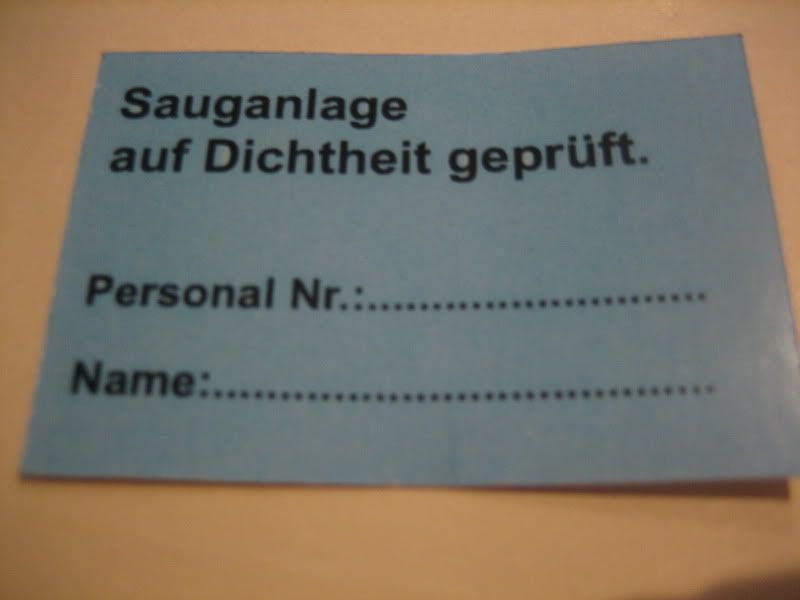 Sauganlage
auf Dichtheit geprüft.
Personal Nr.:...........................
Name:.......................................